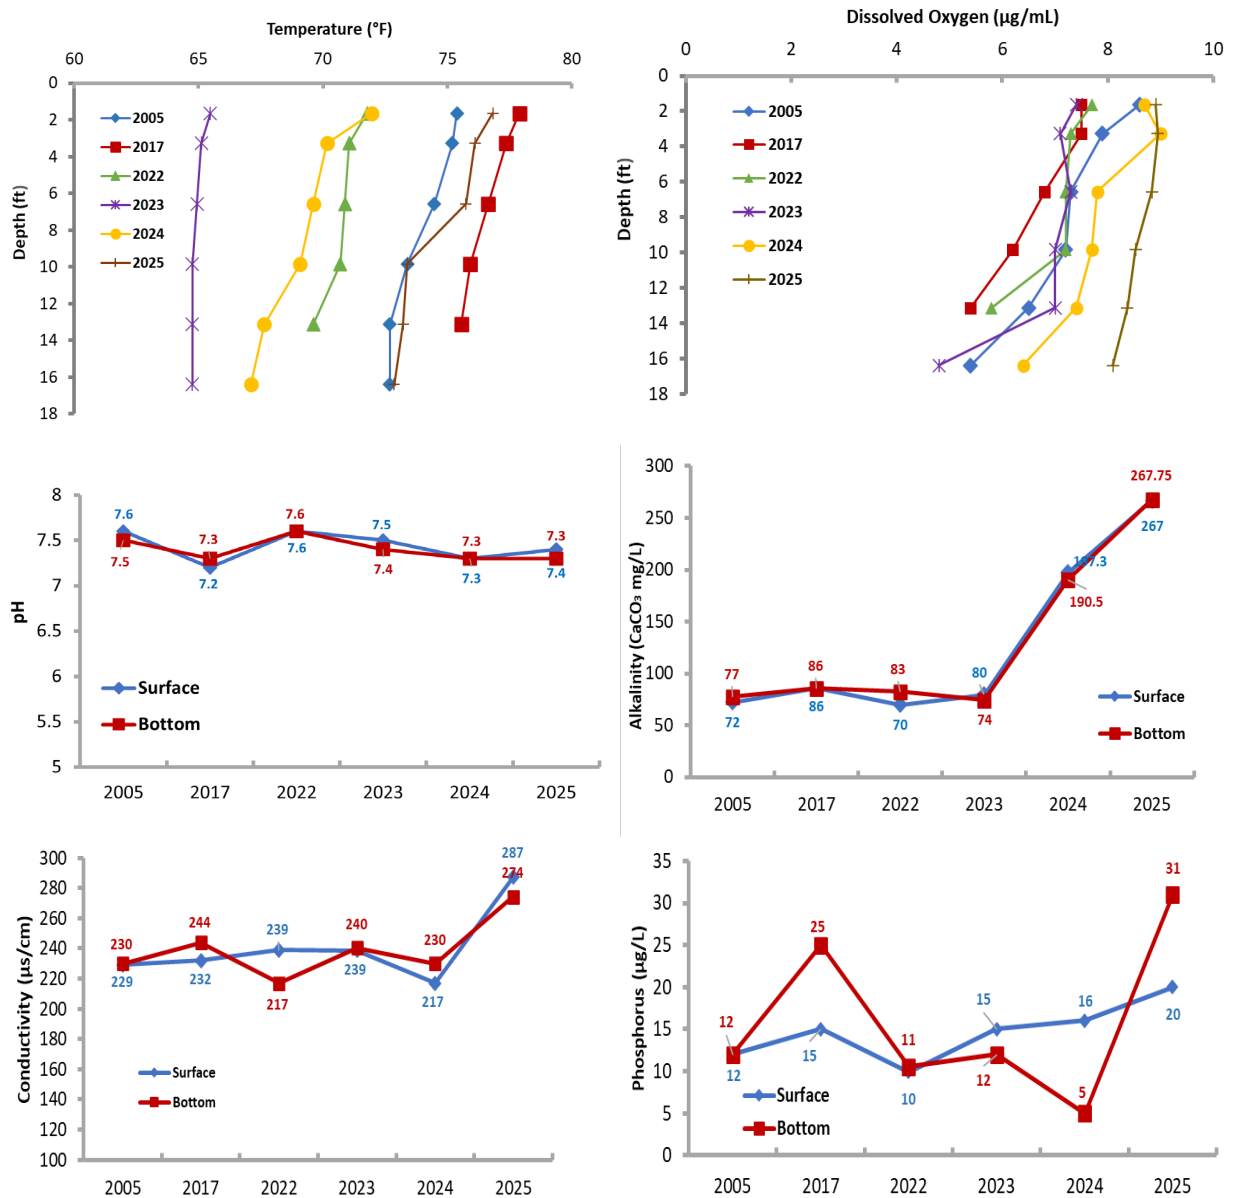 Temperature (°F)
60 65 70 75 80
0
2
4
6
8
10
12
14
16
18
Depth (ft)
2005
2017
2022
2023
2024
2025
Dissolved Oxygen (µg/mL)
0 2 4 6 8 10
0
2
4
6
8
10
12
14
16
18
Depth (ft)
2005
2017
2022
2023
2024
2025
8
7.5
7
6.5
6
5.5
5
pH
7.6 7.3 7.6 7.5 7.3 7.3
7.5 7.2 7.6 7.4 7.3 7.4
Surface
Bottom
2005 2017 2022 2023 2024 2025
300
250
200
150
100
50
0
Alkalinity (CaCO₃ mg/L)
267.75
267
197.3
190.5
77 86 83 80
72 86 70 74
Surface
Bottom
2005 2017 2022 2023 2024 2025
300
280
260
240
220
200
180
160
140
120
100
Conductivity (µs/cm)
287
274
230 244 239 240 230
229 232 217 239 217
Surface
Bottom
2005 2017 2022 2023 2024 2025
35
30
25
20
15
10
5
0
Phosphorus (µg/L)
31
25
12 11 15 16 20
12 15 10 12 5
Surface
Bottom
2005 2017 2022 2023 2024 2025